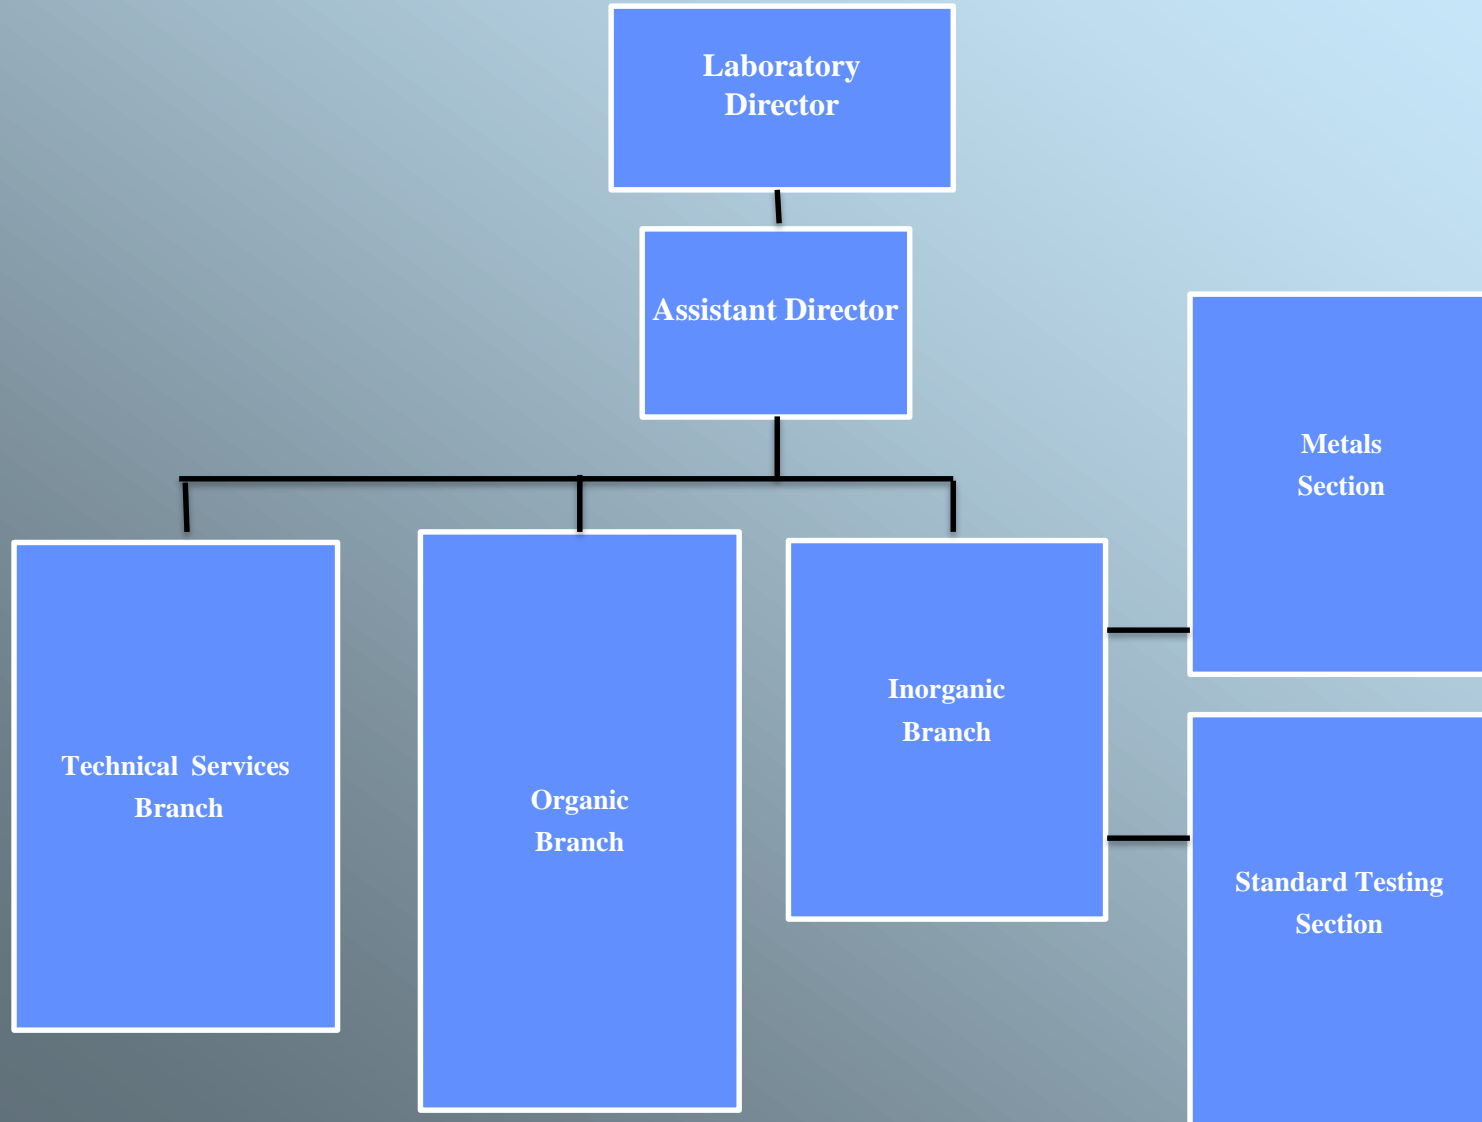 Laboratory
Director
Assistant Director
Metals
Section
Inorganic
Branch
Technical Services
Branch
Organic
Branch
Standard Testing
Section